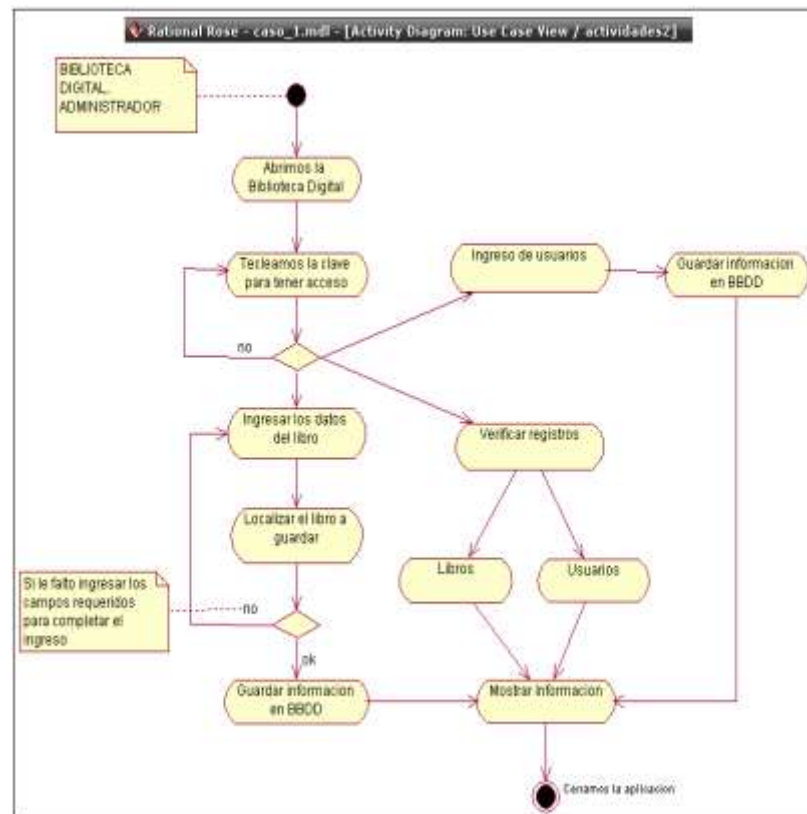 Rational Rose - caso_1.mdl - [Activity Diagram: Use Case View / actividades2]
BIBLIOTECA
DIGITAL.
ADMINISTRADOR
Abrimos la
Biblioteca Digital
Tecleamos la clave
para tener acceso
Ingreso de usuarios
Guardar informacion
en BBDD
no
Ingresar los datos
del libro
Verificar registros
Localizar el libro a
guardar
Libros
Usuarios
Si le falto ingresar los
campos requeridos
para completar el
ingreso
no
ok
Guardar informacion
en BBDD
Mostrar Informacion
Cerramos la aplicacion